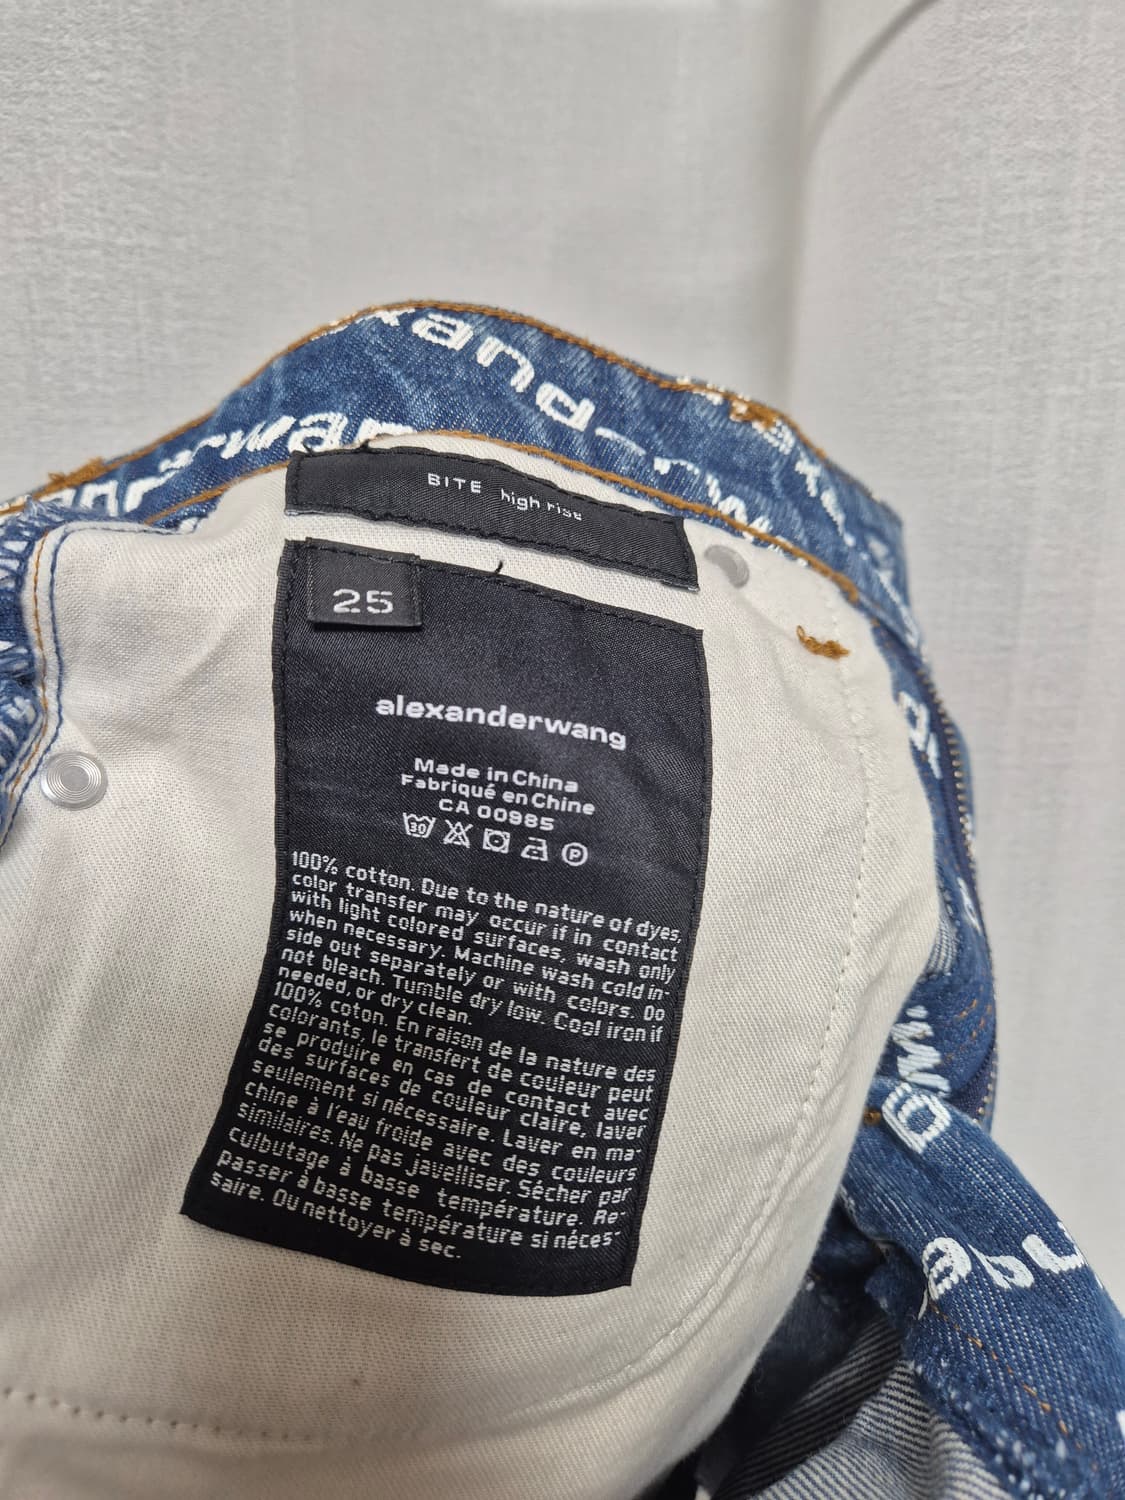 exand
BITE high rise
25
alexanderwang
Made in China
Fabriqué en Chine
CA 00985
30
P
100% cotton. Due to the nature of dyes,
color transfer may occur if in contact
with light colored surfaces, wash only
when necessary. Machine wash cold in-
side out separately or with colors. Do
not bleach. Tumble dry low. Cool iron if
needed, or dry clean.
100% coton. En raison de la nature des
colorants, le transfert de couleur peut
se produire en cas de contact avec
des surfaces de couleur claire, laver
seulement si nécessaire. Laver en ma-
chine à l'eau froide avec des couleurs
similaires. Ne pas javelliser. Sécher par
culbutage à basse température. Re-
passer à basse température si néces-
saire. OU nettoyer à sec.